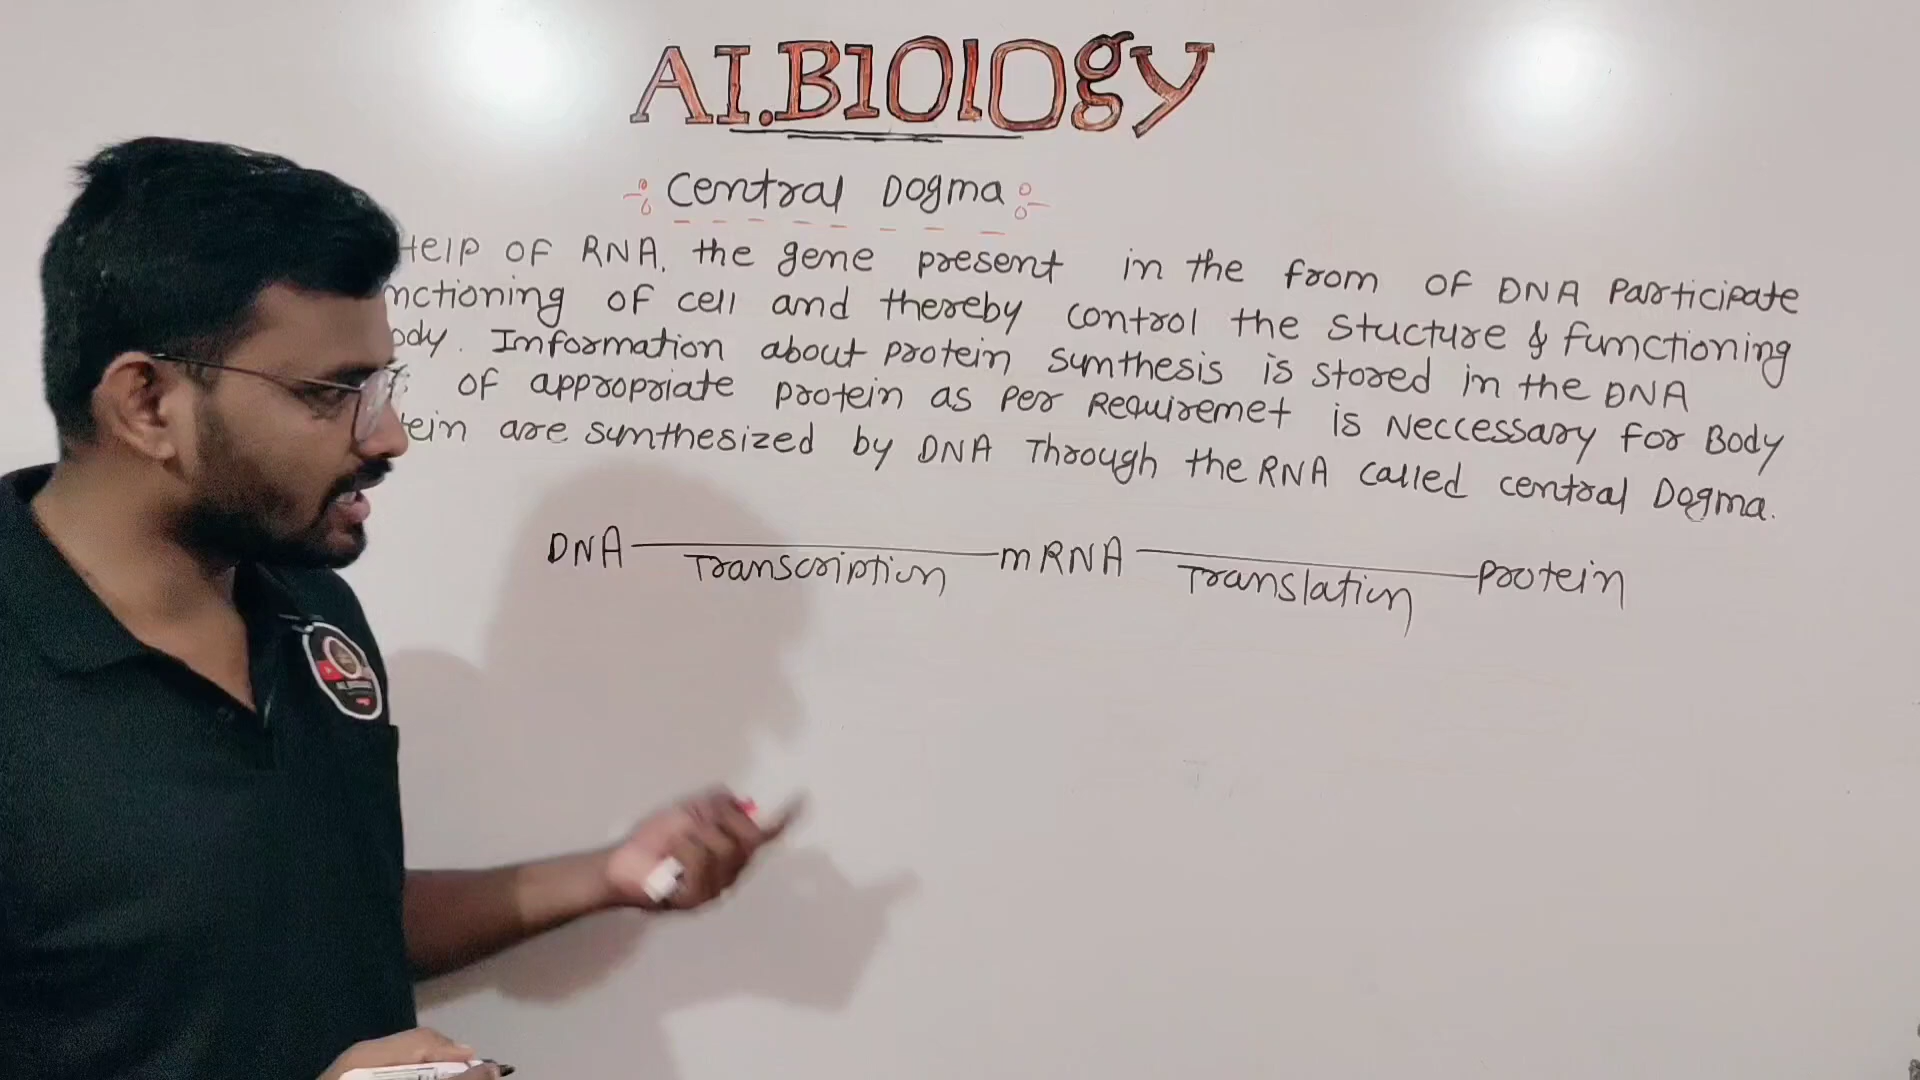 AI.BIOlOgy
Central Dogma
Help OF RNA. the gene present in the from OF DNA Participate
nctioning OF cell and thereby control the Stucture & functioning
ody. Information about protein synthesis is stored in the DNA
OF appropriate protein as per Requiremet is Neccessary For Body
tein are synthesized by DNA Through the RNA called central Dogma.
DNA Transcription mRNA Translation protein